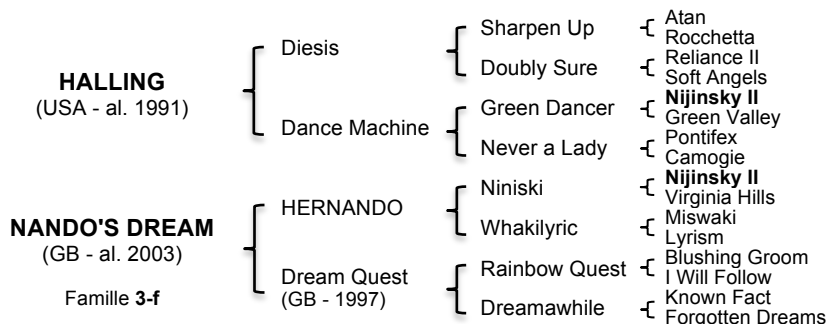 HALLING
(USA - al. 1991)
NANDO'S DREAM
(GB - al. 2003)
Famille 3-f
Diesis
Dance Machine
HERNANDO
Dream Quest
(GB - 1997)
Sharpen Up
Doubly Sure
Green Dancer
Never a Lady
Niniski
Whakilyric
Rainbow Quest
Dreamawhile
Atan
Rocchetta
Reliance II
Soft Angels
Nijinsky II
Green Valley
Pontifex
Camogie
Nijinsky II
Virginia Hills
Miswaki
Lyrism
Blushing Groom
I Will Follow
Known Fact
Forgotten Dreams